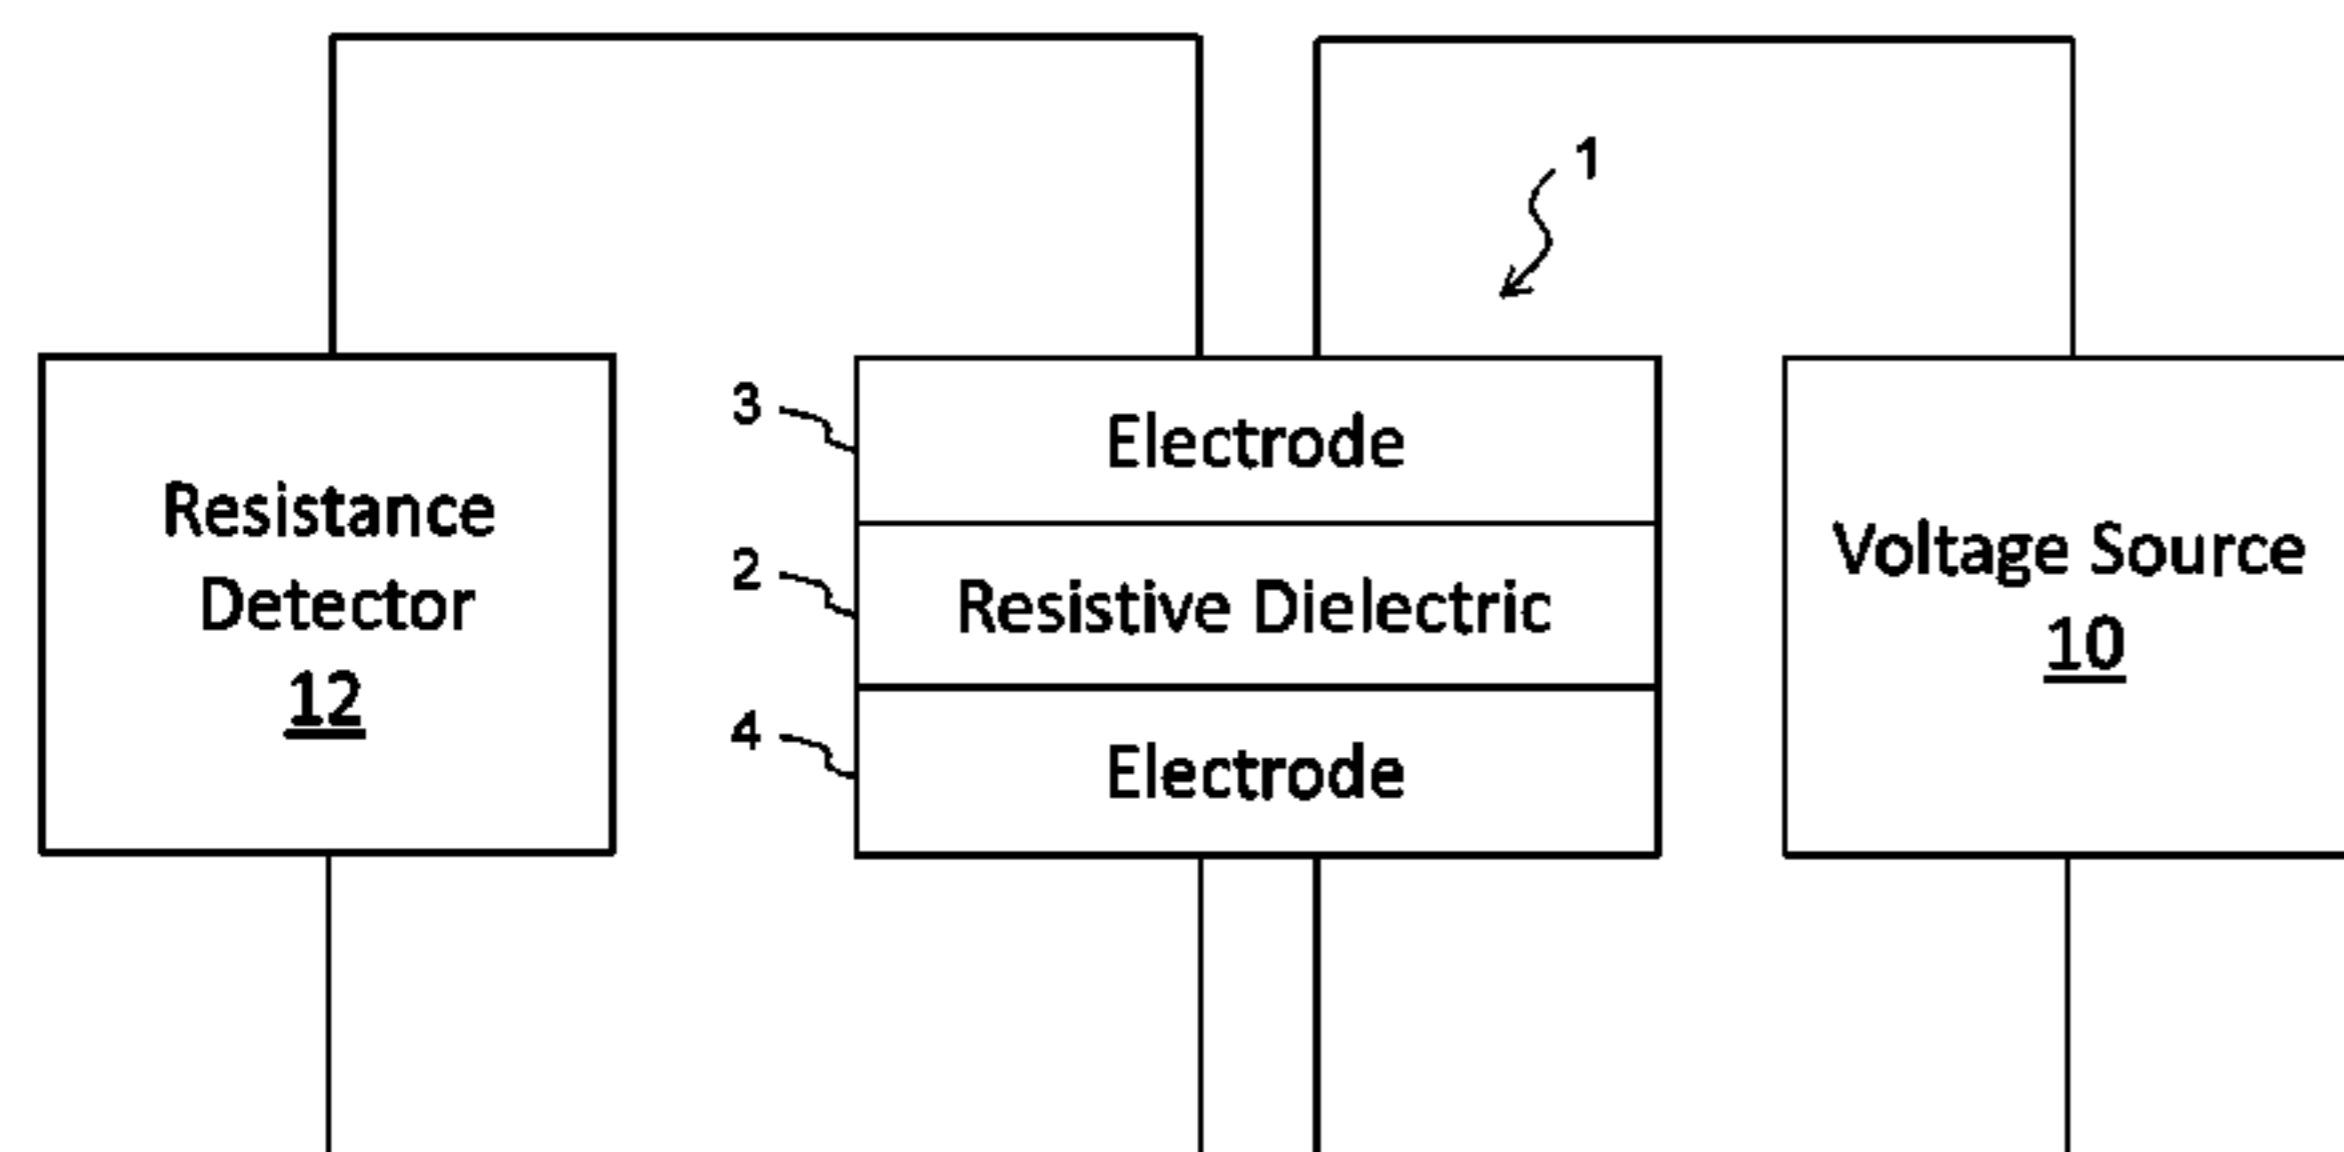 1
3
Electrode
Resistance
Detector
12
2
Resistive Dielectric
Voltage Source
10
4
Electrode